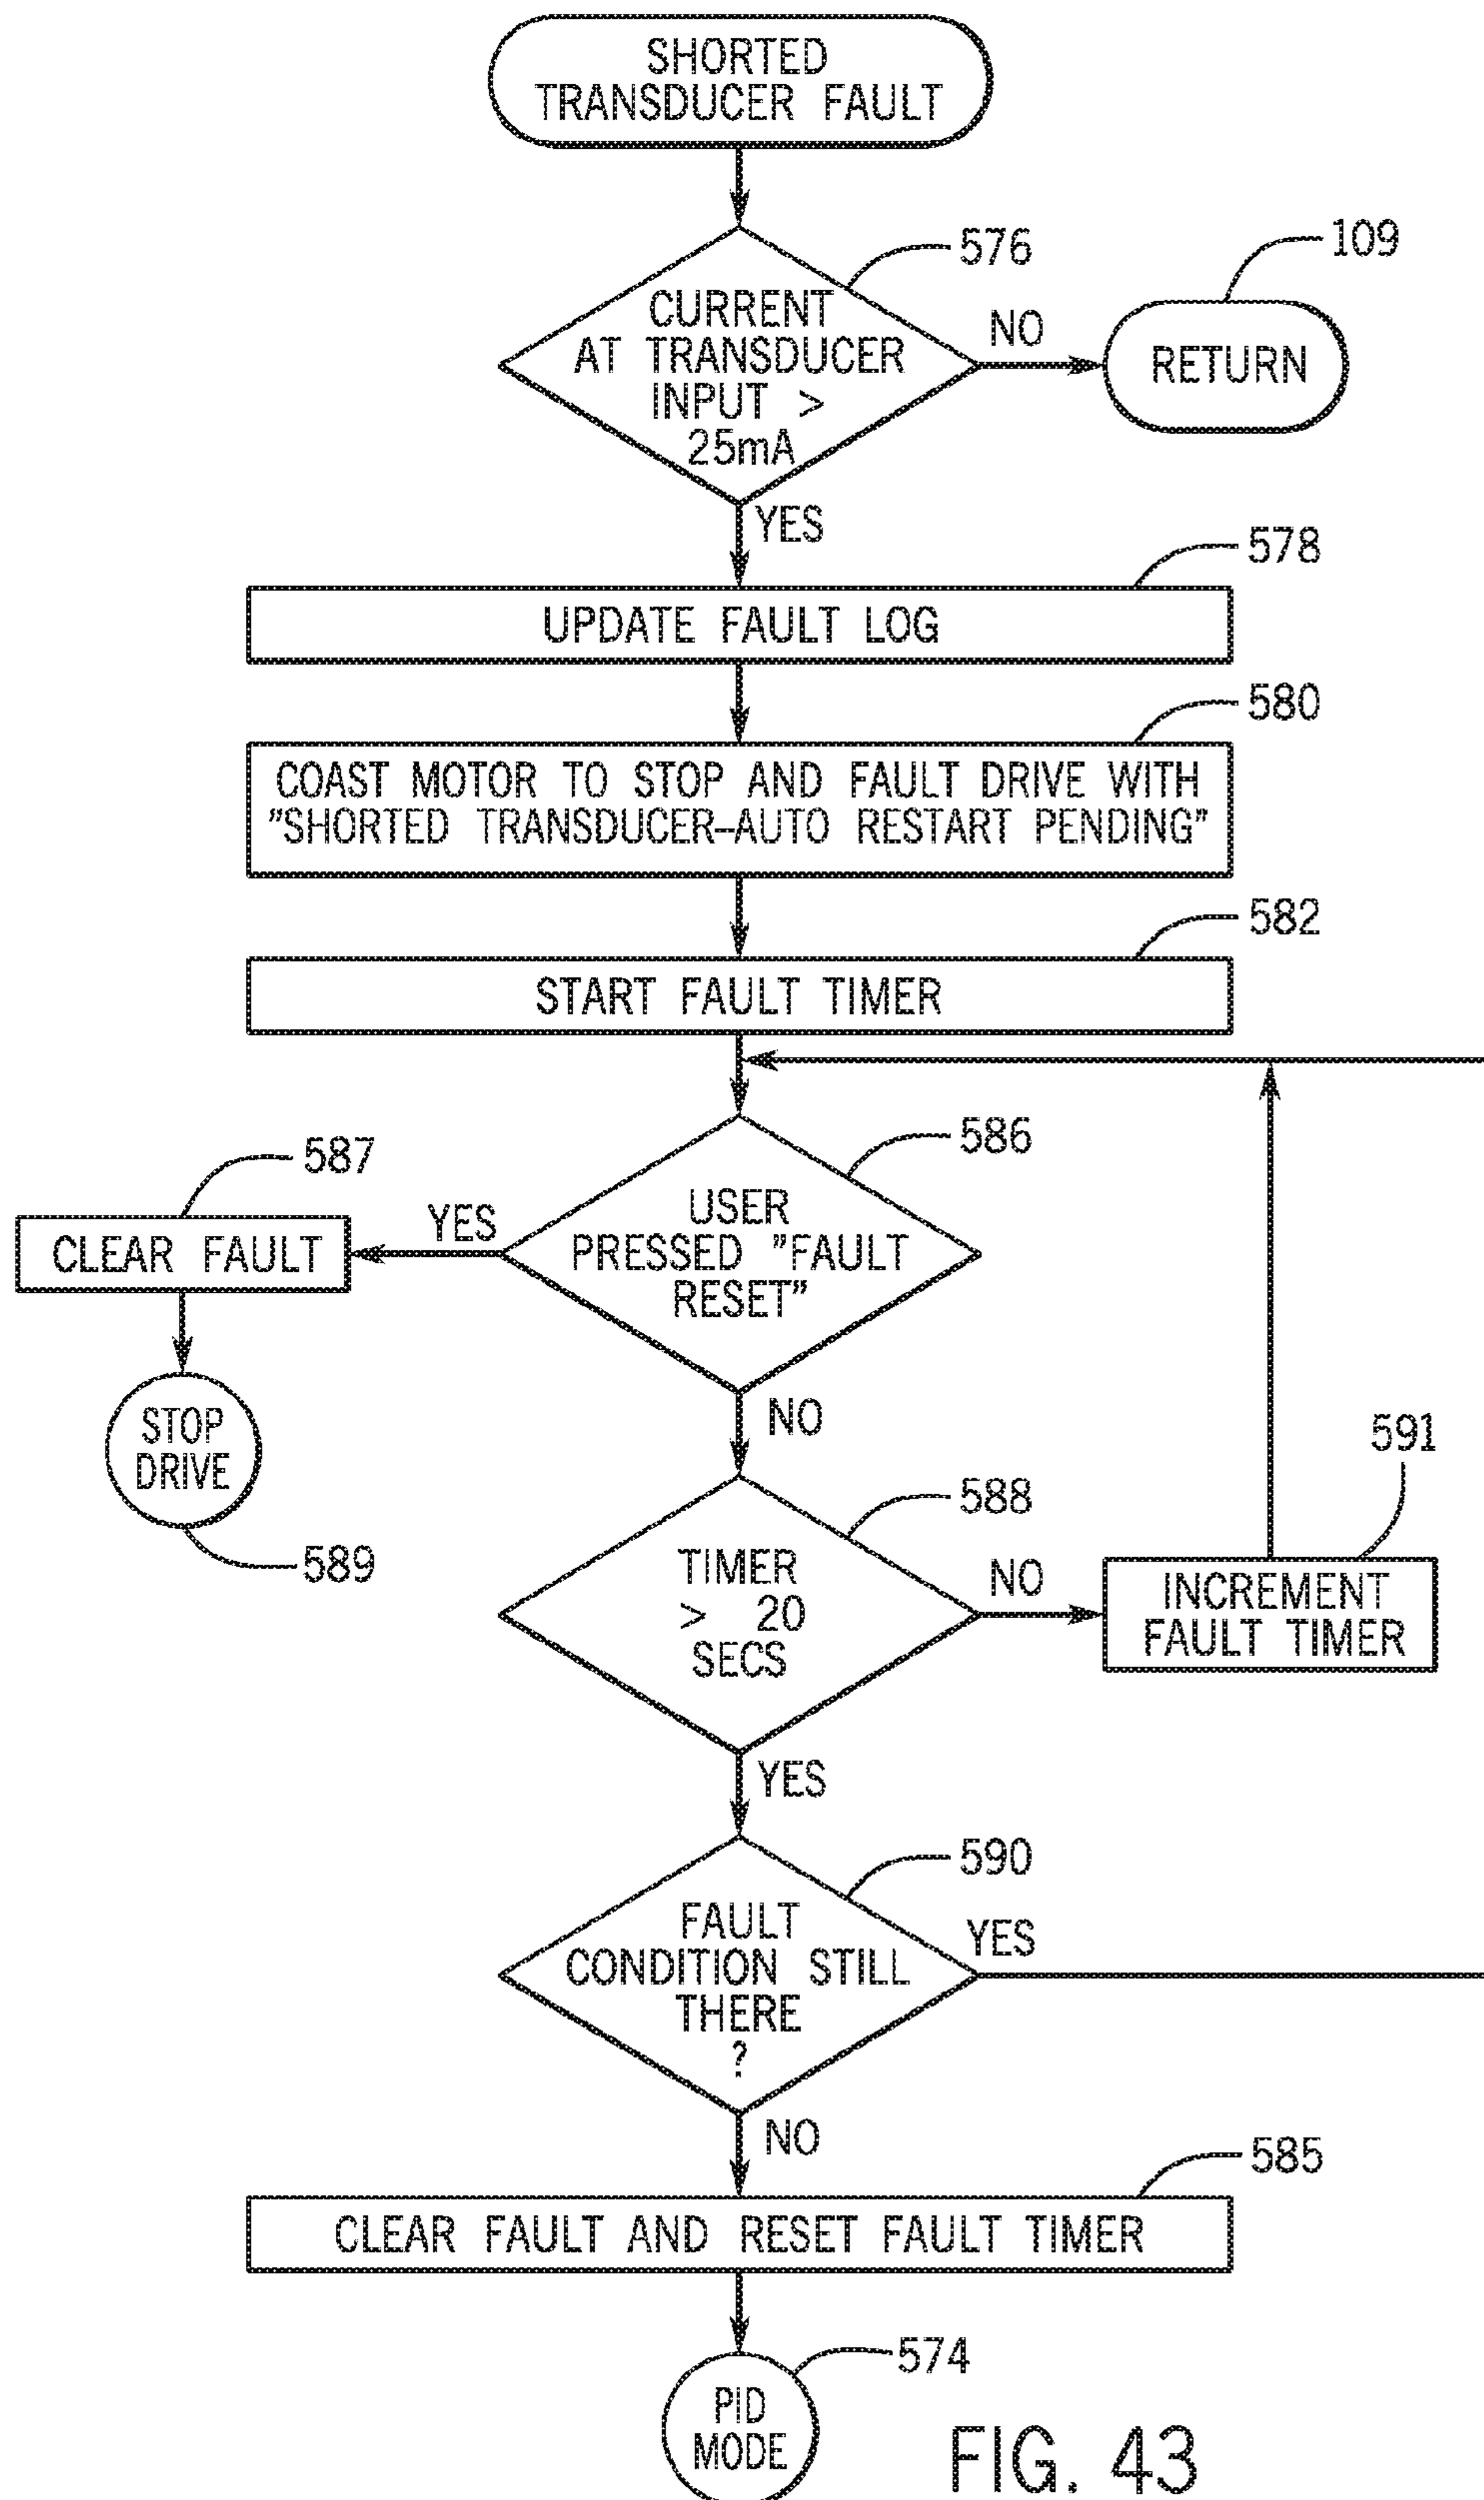 SHORTED
TRANSDUCER FAULT
576
109
CURRENT
AT TRANSDUCER
INPUT >
25mA
NO
RETURN
YES
578
UPDATE FAULT LOG
580
COAST MOTOR TO STOP AND FAULT DRIVE WITH
"SHORTED TRANSDUCER–AUTO RESTART PENDING"
582
START FAULT TIMER
586
587
USER
PRESSED "FAULT
RESET"
YES
CLEAR FAULT
NO
STOP
DRIVE
589
588
591
TIMER
> 20
SECS
NO
INCREMENT
FAULT TIMER
YES
590
FAULT
CONDITION STILL
THERE
?
YES
NO
585
CLEAR FAULT AND RESET FAULT TIMER
574
PID
MODE
FIG. 43